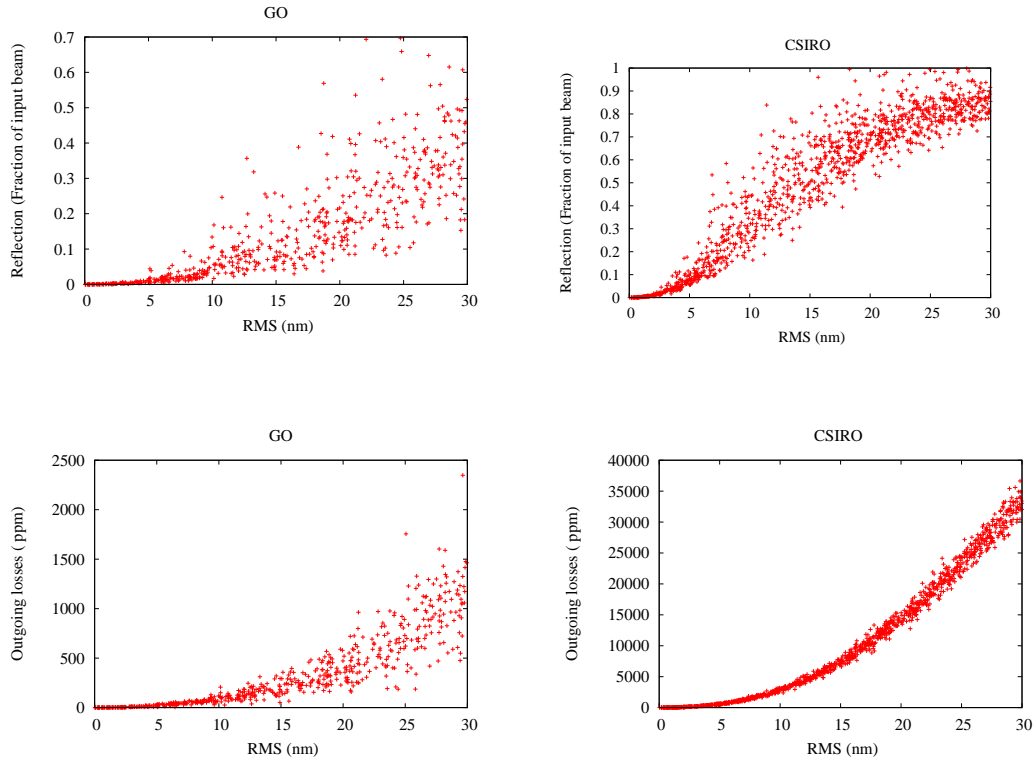 GO
0.7
0.6
0.5
0.4
0.3
0.2
0.1
0
0 5 10 15 20 25 30
Reflection (Fraction of input beam)
RMS (nm)
CSIRO
1
0.9
0.8
0.7
0.6
0.5
0.4
0.3
0.2
0.1
0
0 5 10 15 20 25 30
Reflection (Fraction of input beam)
RMS (nm)
GO
2500
2000
1500
1000
500
0
0 5 10 15 20 25 30
Outgoing losses ( ppm)
RMS (nm)
CSIRO
40000
35000
30000
25000
20000
15000
10000
5000
0
0 5 10 15 20 25 30
Outgoing losses ( ppm)
RMS (nm)